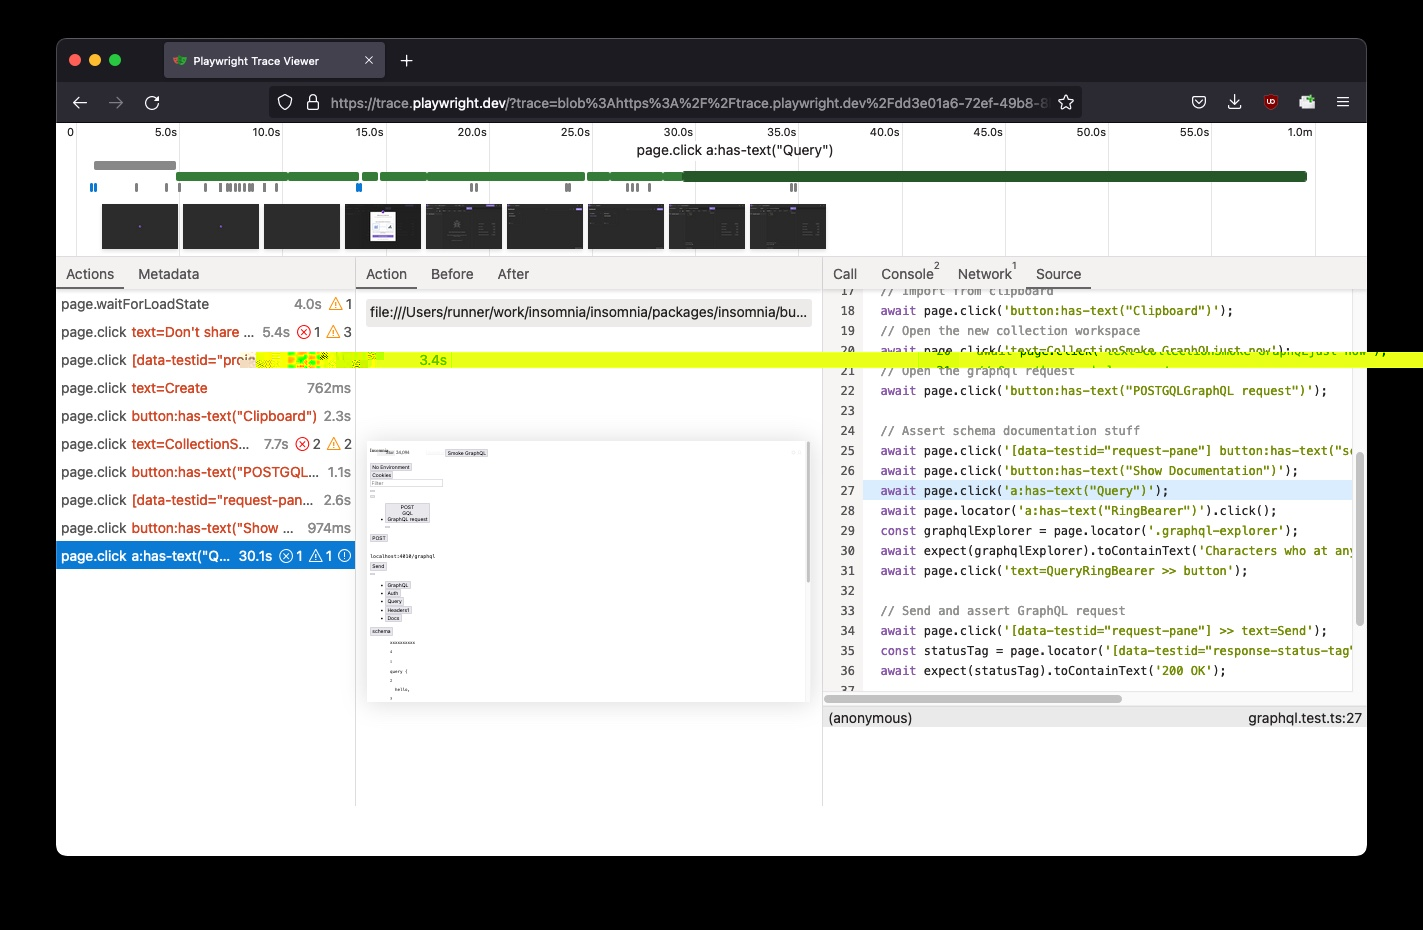 Playwright Trace Viewer
https://trace.playwright.dev/?trace=blob%3Ahttps%3A%2F%2Ftrace.playwright.dev%2Fdd3e01a6-72ef-49b8-8
0 5.0s 10.0s 15.0s 20.0s 25.0s 30.0s 35.0s 40.0s 45.0s 50.0s 55.0s 1.0m
page.click a:has-text("Query")
Actions Metadata
page.waitForLoadState 4.0s 1
page.click text=Don't share ... 5.4s 1 3
page.click [data-testid="proj 3.4s
page.click text=Create 762ms
page.click button:has-text("Clipboard") 2.3s
page.click text=CollectionS... 7.7s 2 2
page.click button:has-text("POSTGQL... 1.1s
page.click [data-testid="request-pan... 2.6s
page.click button:has-text("Show ... 974ms
page.click a:has-text("Q... 30.1s 1 1
Action Before After
file:///Users/runner/work/insomnia/insomnia/packages/insomnia/bu...
Smoke GraphQL
No Environment
Cookies
Filter
POST
GQL
GraphQL request
POST
localhost:4010/graphql
Send
GraphQL
Auth
Query
Headers1
Docs
schema
xxxxxxxxxx
query {
2
hello,
Call Console 2 Network 1 Source
17 // Import from clipboard
18 await page.click('button:has-text("Clipboard")');
19 // Open the new collection workspace
20 await page.click('text=CollectionSmoke GraphQLjust now');
21 // Open the graphql request
22 await page.click('button:has-text("POSTGQLGraphQL request")');
23
24 // Assert schema documentation stuff
25 await page.click('[data-testid="request-pane"] button:has-text("sc
26 await page.click('button:has-text("Show Documentation")');
27 await page.click('a:has-text("Query")');
28 await page.locator('a:has-text("RingBearer")').click();
29 const graphqlExplorer = page.locator('.graphql-explorer');
30 await expect(graphqlExplorer).toContainText('Characters who at any
31 await page.click('text=QueryRingBearer >> button');
32
33 // Send and assert GraphQL request
34 await page.click('[data-testid="request-pane"] >> text=Send');
35 const statusTag = page.locator('[data-testid="response-status-tag"
36 await expect(statusTag).toContainText('200 OK');
37
(anonymous) graphql.test.ts:27